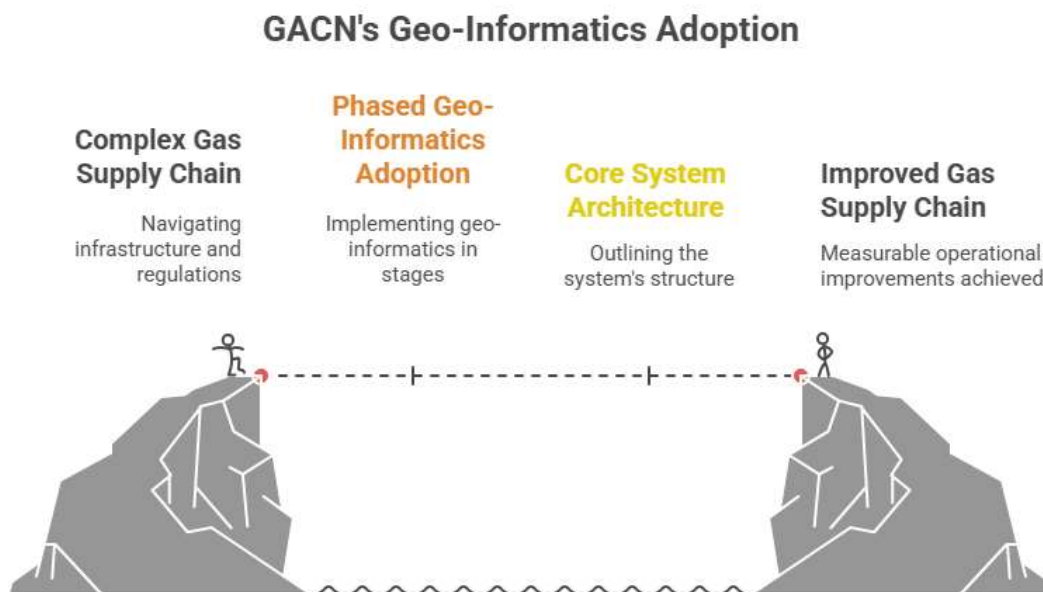 GACN's Geo-Informatics Adoption
Complex Gas
Supply Chain
Navigating
infrastructure and
regulations
Phased Geo-
Informatics
Adoption
Implementing geo-
informatics in
stages
Core System
Architecture
Outlining the
system's structure
Improved Gas
Supply Chain
Measurable operational
improvements achieved